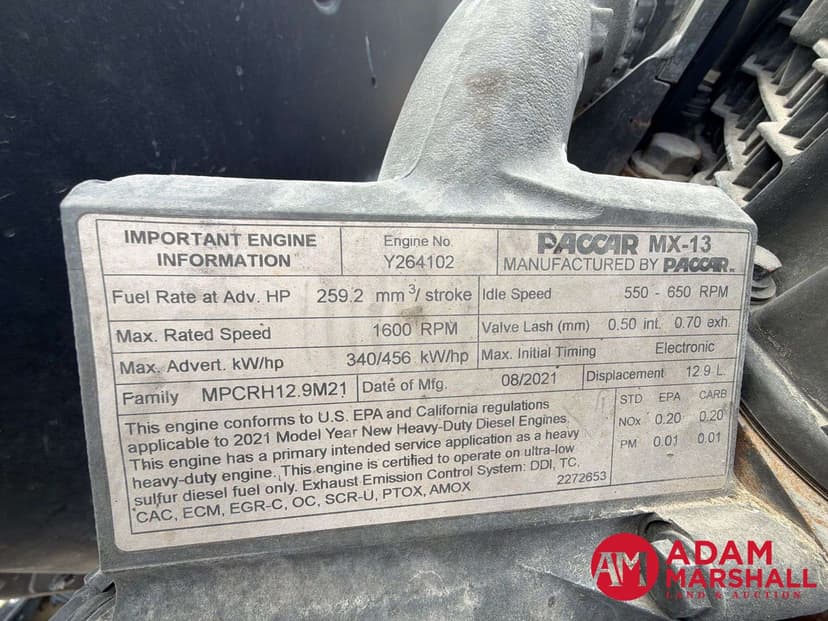 IMPORTANT ENGINE
INFORMATION
Engine No.
Y264102
PACCAR MX-13
MANUFACTURED BY PACCAR INC
Fuel Rate at Adv. HP 259.2 mm³/ stroke
Idle Speed 550 - 650 RPM
Max. Rated Speed 1600 RPM
Valve Lash (mm) 0.50 int. 0.70 exh.
Max. Advert. kW/hp 340/456 kW/hp
Max. Initial Timing Electronic
Family MPCRH12.9M21
Date of Mfg. 08/2021
Displacement 12.9 L.
This engine conforms to U.S. EPA and California regulations
applicable to 2021 Model Year New Heavy-Duty Diesel Engines.
This engine has a primary intended service application as a heavy
heavy-duty engine. This engine is certified to operate on ultra-low
sulfur diesel fuel only. Exhaust Emission Control System: DDI, TC,
CAC, ECM, EGR-C, OC, SCR-U, PTOX, AMOX
2272653
STD EPA CARB
NOx 0.20 0.20
PM 0.01 0.01
AM ADAM
MARSHALL
LAND & AUCTION